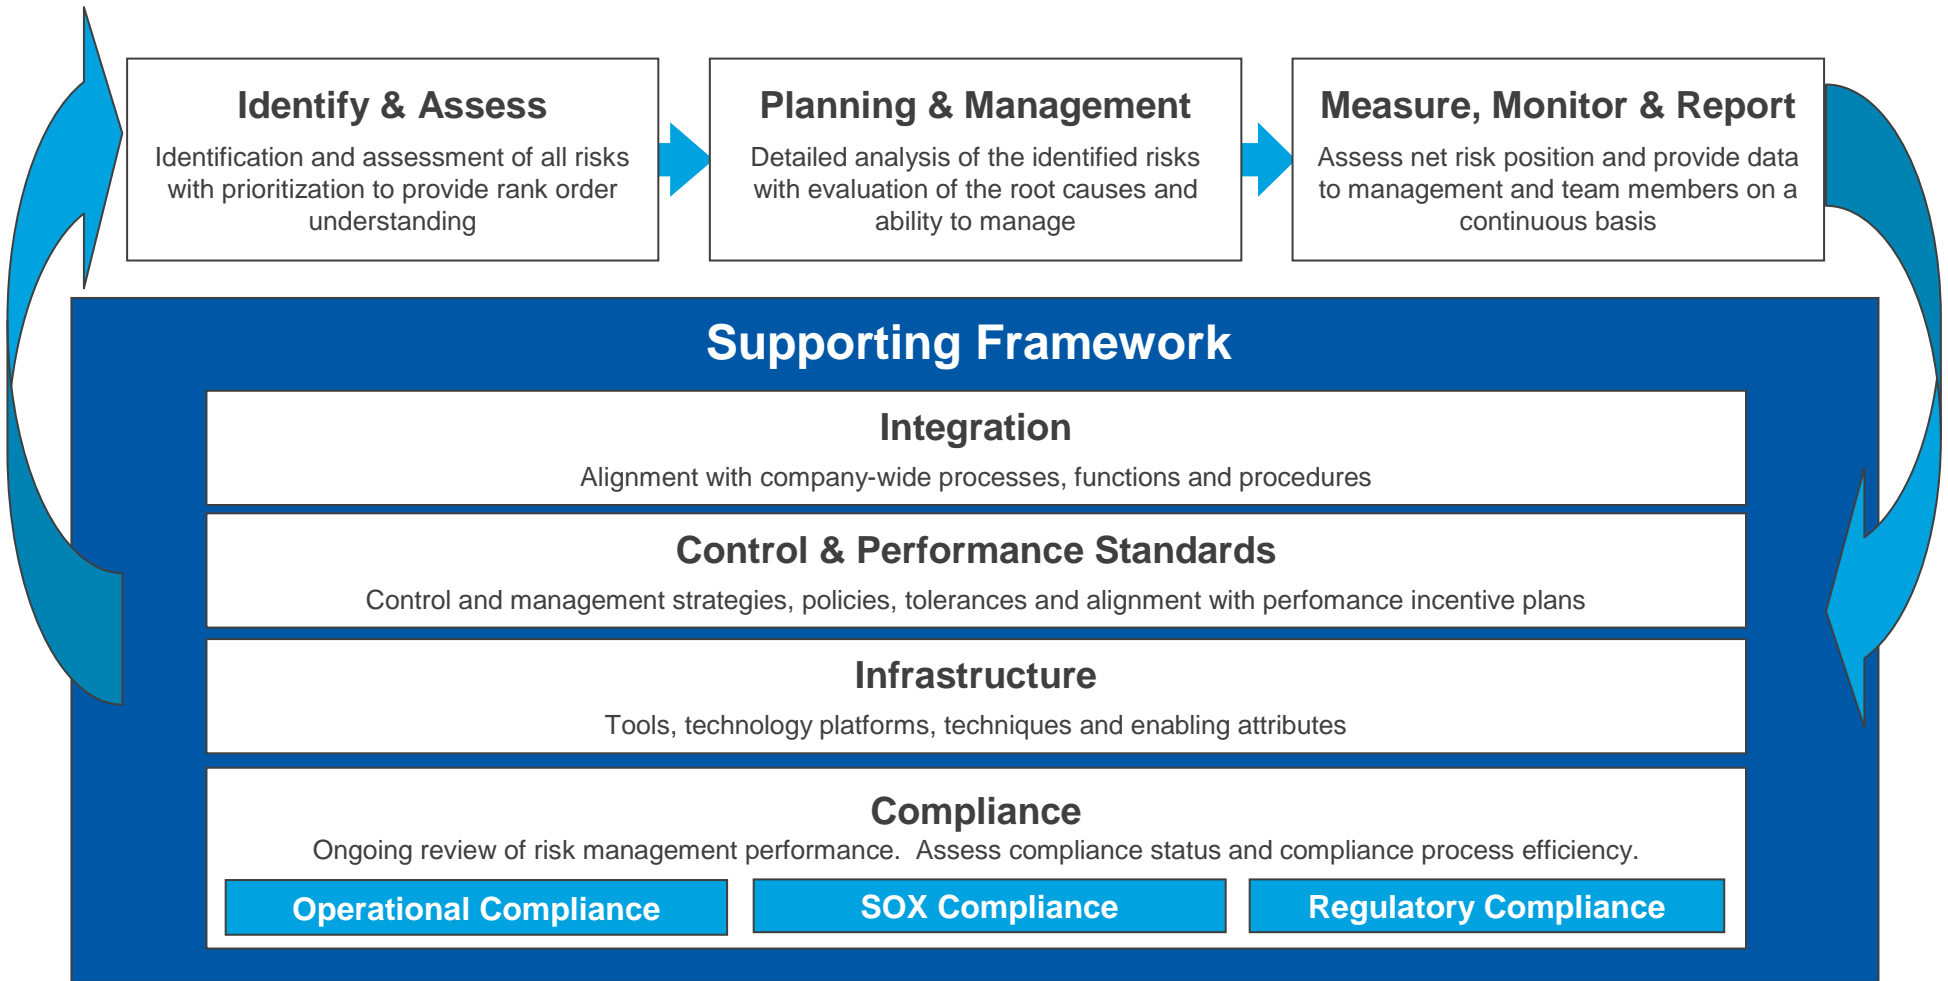 Identify & Assess
Identification and assessment of all risks
with prioritization to provide rank order
understanding
Planning & Management
Detailed analysis of the identified risks
with evaluation of the root causes and
ability to manage
Measure, Monitor & Report
Assess net risk position and provide data
to management and team members on a
continuous basis
Supporting Framework
Integration
Alignment with company-wide processes, functions and procedures
Control & Performance Standards
Control and management strategies, policies, tolerances and alignment with perfomance incentive plans
Infrastructure
Tools, technology platforms, techniques and enabling attributes
Compliance
Ongoing review of risk management performance.  Assess compliance status and compliance process efficiency.
Operational Compliance
SOX Compliance
Regulatory Compliance